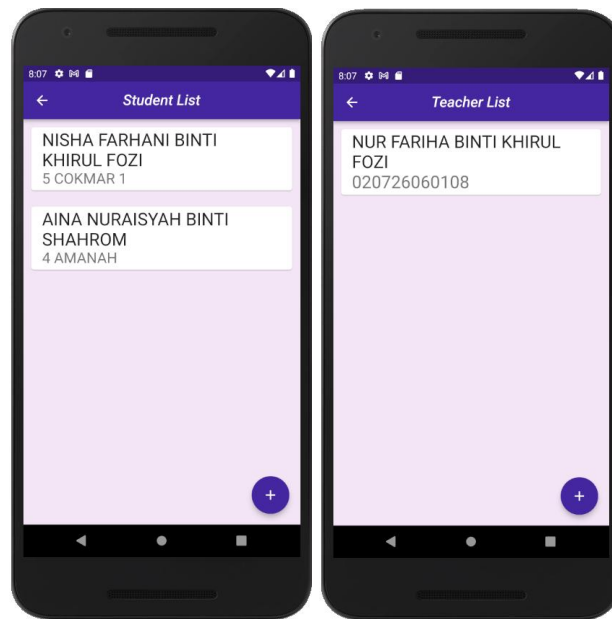 8:07
Student List
NISHA FARHANI BINTI
KHIRUL FOZI
5 COKMAR 1
AINA NURAISYAH BINTI
SHAHROM
4 AMANAH
+
8:07
Teacher List
NUR FARIHA BINTI KHIRUL
FOZI
020726060108
+